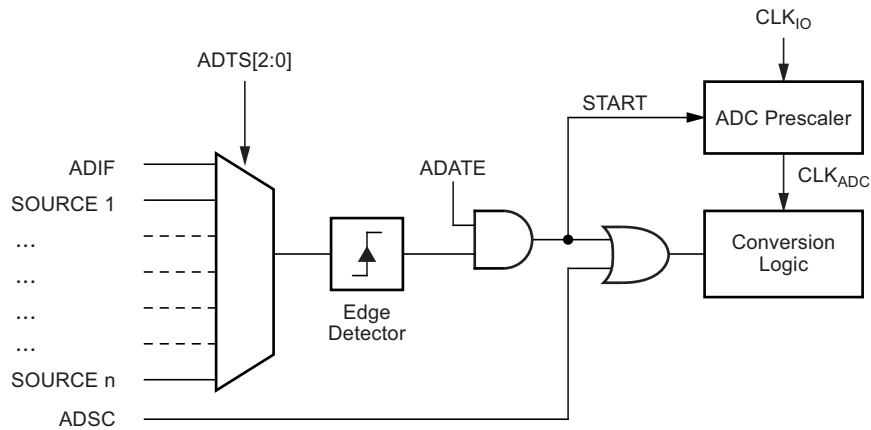 CLKIO
ADTS[2:0]
START
ADC Prescaler
ADIF
ADATE
CLKADC
SOURCE 1
...
Conversion
Logic
...
...
Edge
Detector
...
SOURCE n
ADSC